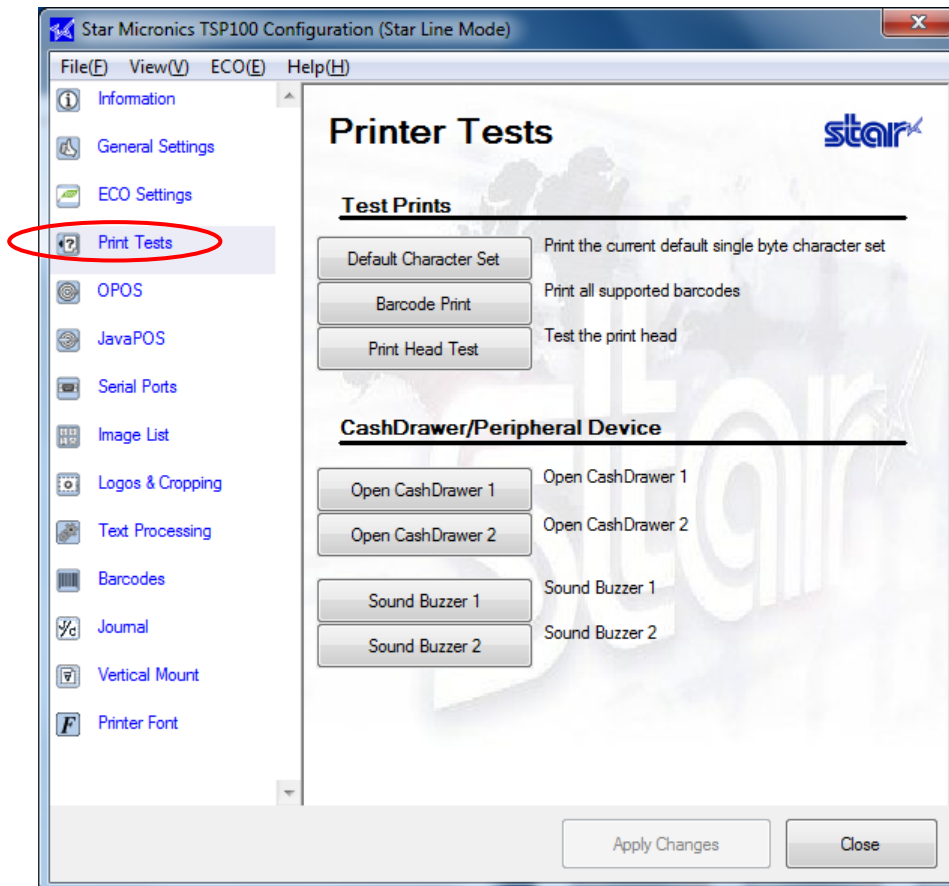 Star Micronics TSP100 Configuration (Star Line Mode)
File(F) View(V) ECO(E) Help(H)
Information
General Settings
ECO Settings
Print Tests
OPOS
JavaPOS
Serial Ports
Image List
Logos & Cropping
Text Processing
Barcodes
Journal
Vertical Mount
Printer Font
Printer Tests
star
Test Prints
Default Character Set
Print the current default single byte character set
Barcode Print
Print all supported barcodes
Print Head Test
Test the print head
CashDrawer/Peripheral Device
Open CashDrawer 1
Open CashDrawer 1
Open CashDrawer 2
Open CashDrawer 2
Sound Buzzer 1
Sound Buzzer 1
Sound Buzzer 2
Sound Buzzer 2
star
Apply Changes
Close